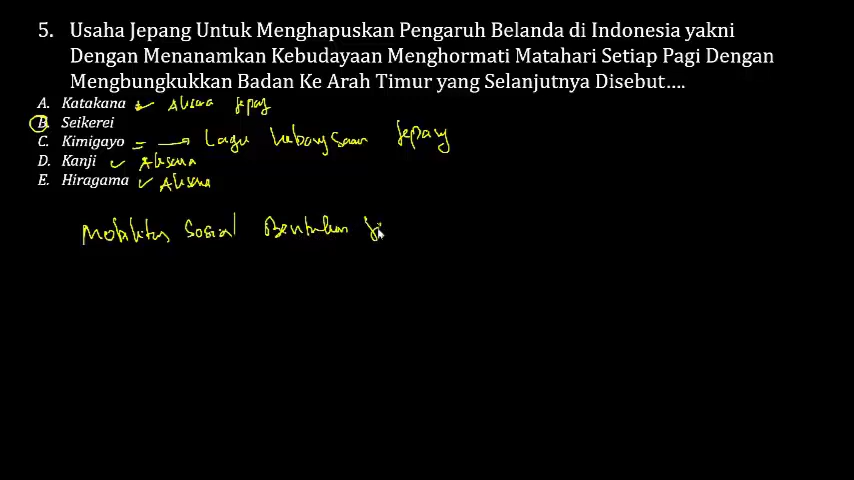 5. Usaha Jepang Untuk Menghapuskan Pengaruh Belanda di Indonesia yakni
Dengan Menanamkan Kebudayaan Menghormati Matahari Setiap Pagi Dengan
Mengbungkukkan Badan Ke Arah Timur yang Selanjutnya Disebut....
A. Katakana Aksara Jepang
B. Seikerei
C. Kimigayo = → Lagu kebangsaan Jepang
D. Kanji ✓ Aksara
E. Hiragama ✓ Aksara
Mobilitas Sosial Bentukan